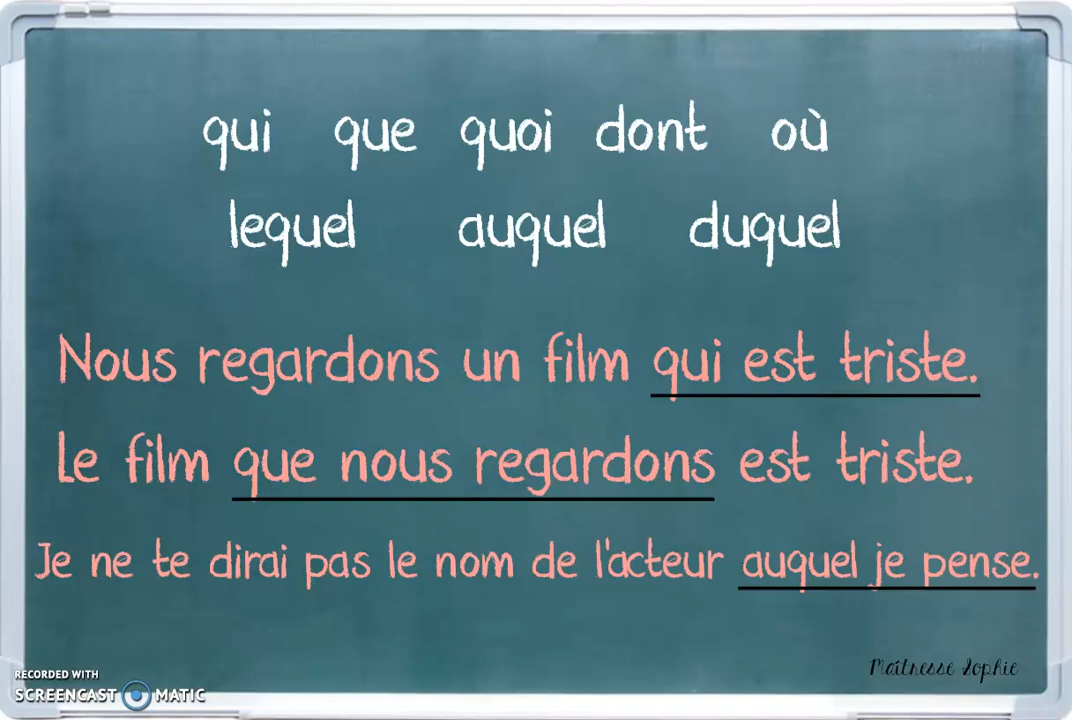 qui que quoi dont où
lequel auquel duquel
Nous regardons un film qui est triste.
Le film que nous regardons est triste.
Je ne te dirai pas le nom de l'acteur auquel je pense.
Maîtresse Sophie
RECORDED WITH
SCREENCAST MATIC